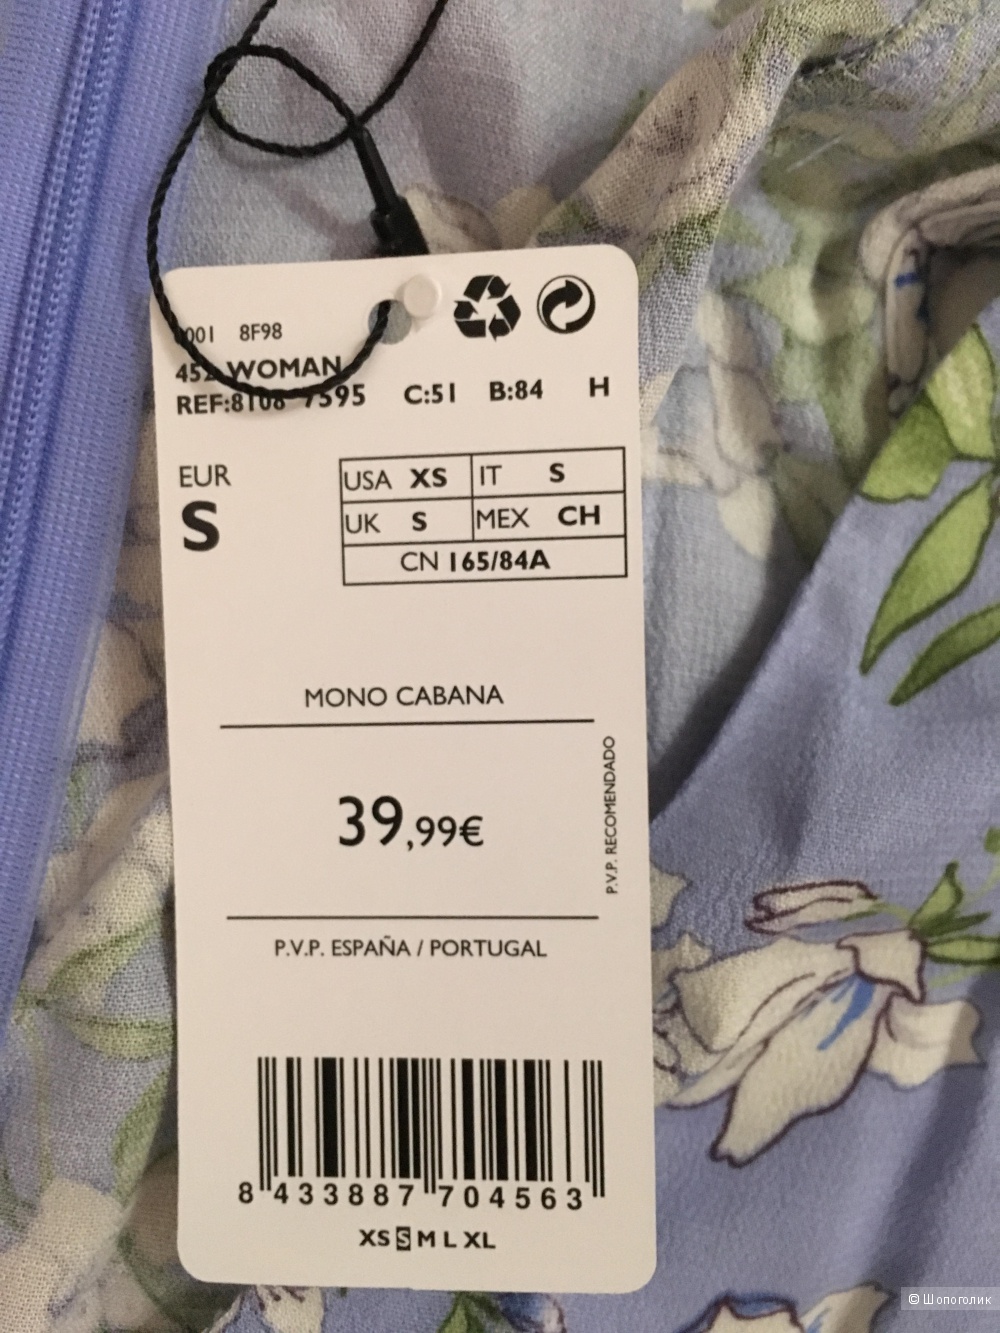 8F98
WOMAN
REF:8108 7595 C:51 B:84 H
EUR
S
USA XS IT S
UK S MEX CH
CN 165/84A
MONO CABANA
39,99€
P.V.P. RECOMENDADO
P.V.P. ESPAÑA / PORTUGAL
8 433887 704563
XS S M L XL
© Шопоголик